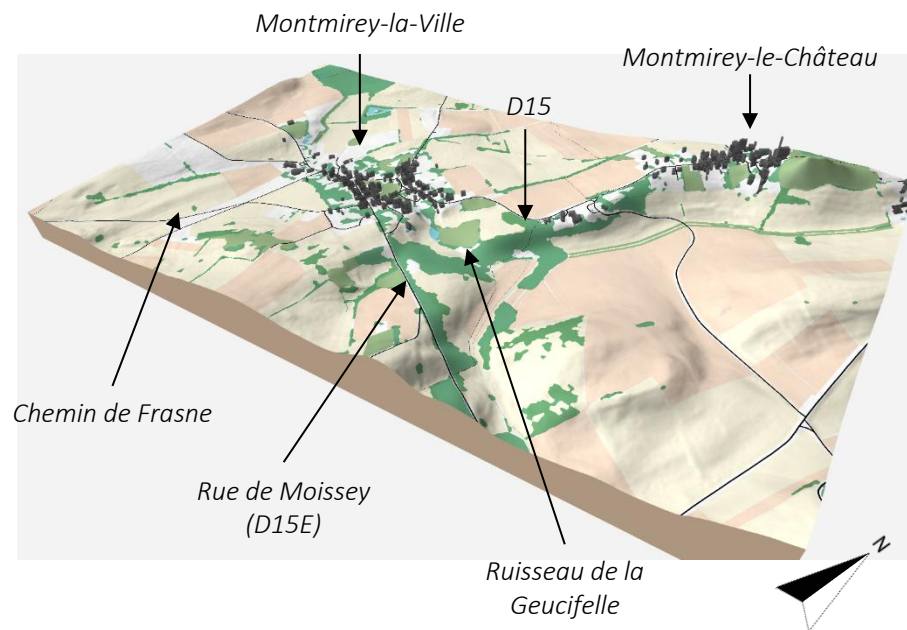 Montmirey-la-Ville
Montmirey-le-Château
D15
Chemin de Frasne
Rue de Moissey
(D15E)
Ruisseau de la
Geucifelle
N